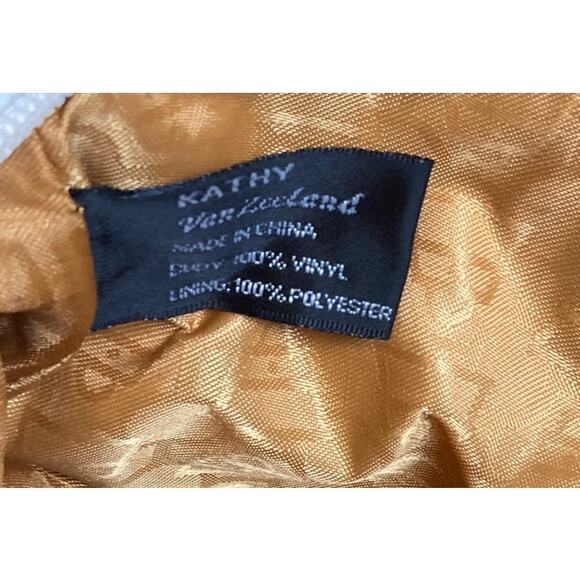 KATHY
Van Zeeland
MADE IN CHINA
BODY: 100% VINYL
LINING: 100% POLYESTER